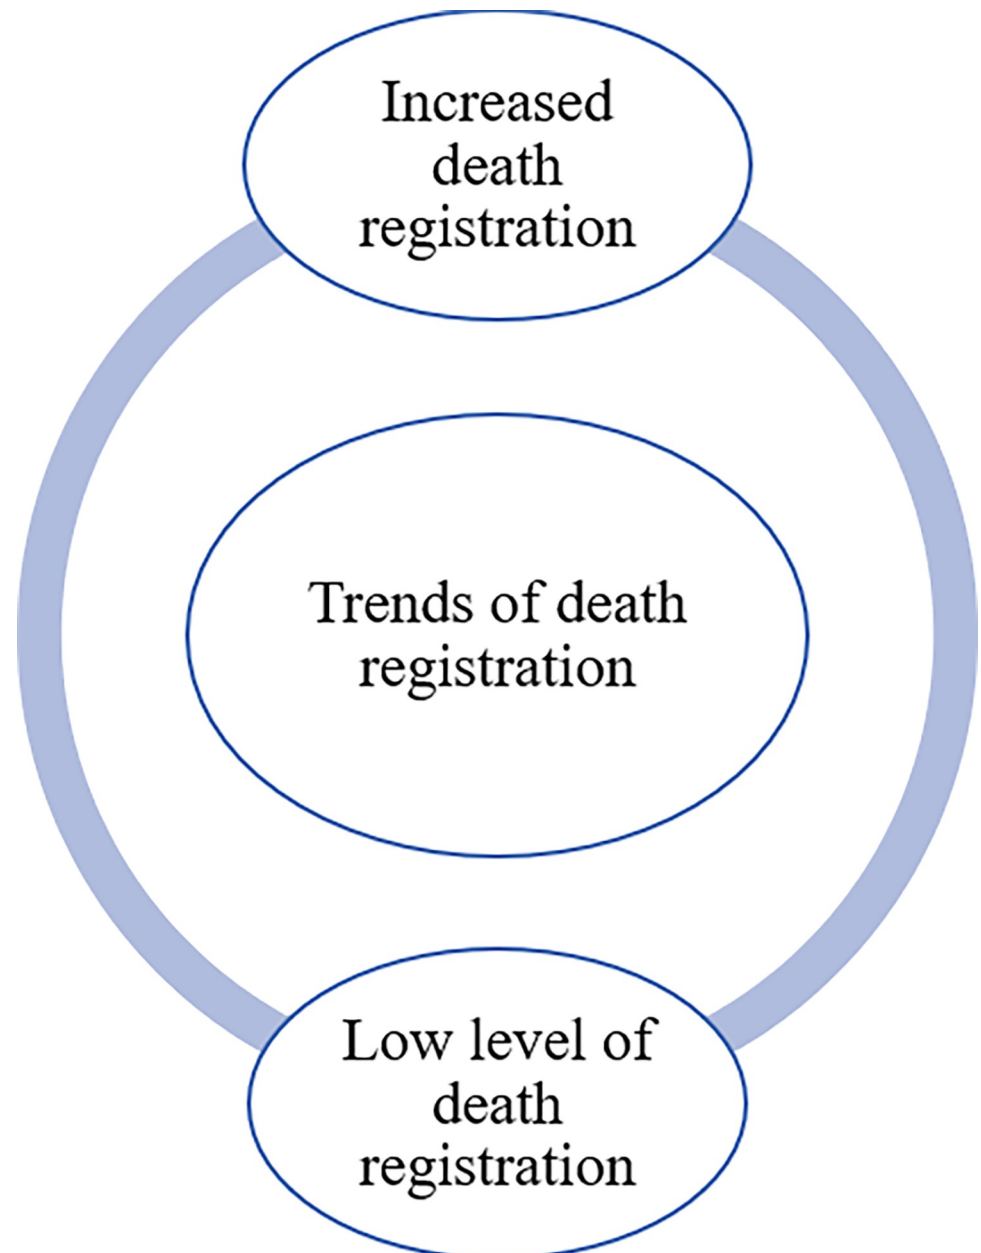 Increased
death
registration
Trends of death
registration
Low level of
death
registration